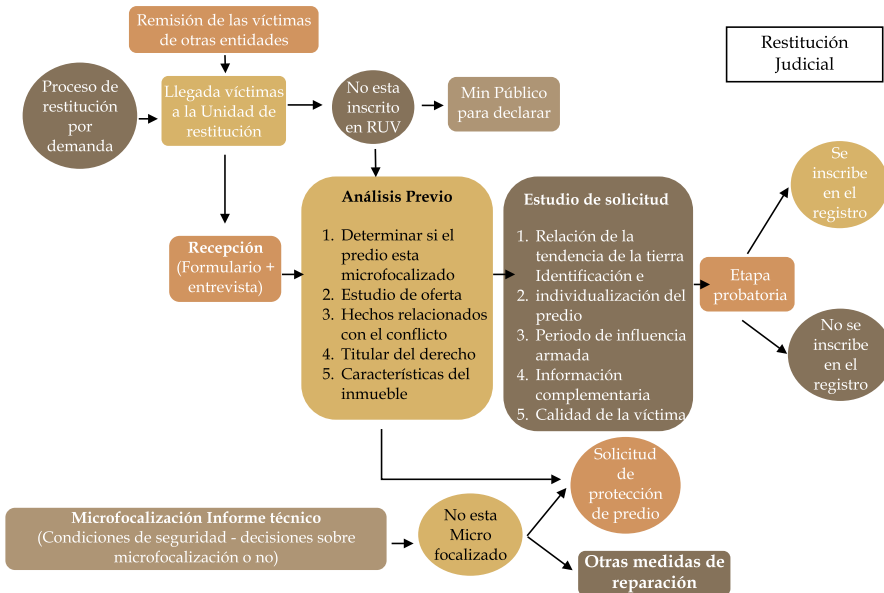 Remisión de las víctimas
de otras entidades
Restitución
Judicial
Proceso de
restitución
por
demanda
Llegada víctimas
a la Unidad de
restitución
No esta
inscrito
en RUV
Min Público
para declarar
Se
inscribe
en el
registro
Recepción
(Formulario +
entrevista)
Análisis Previo
1. Determinar si el
predio esta
microfocalizado
2. Estudio de oferta
3. Hechos relacionados
con el conflicto
4. Titular del derecho
5. Características del
inmueble
Estudio de solicitud
1. Relación de la
tendencia de la tierra
Identificación e
2. individualización del
predio
3. Periodo de influencia
armada
4. Información
complementaria
5. Calidad de la víctima
Etapa
probatoria
No se
inscribe
en el
registro
Solicitud
de
protección
de predio
Microfocalización Informe técnico
(Condiciones de seguridad - decisiones sobre
microfocalización o no)
No esta
Micro
focalizado
Otras medidas de
reparación